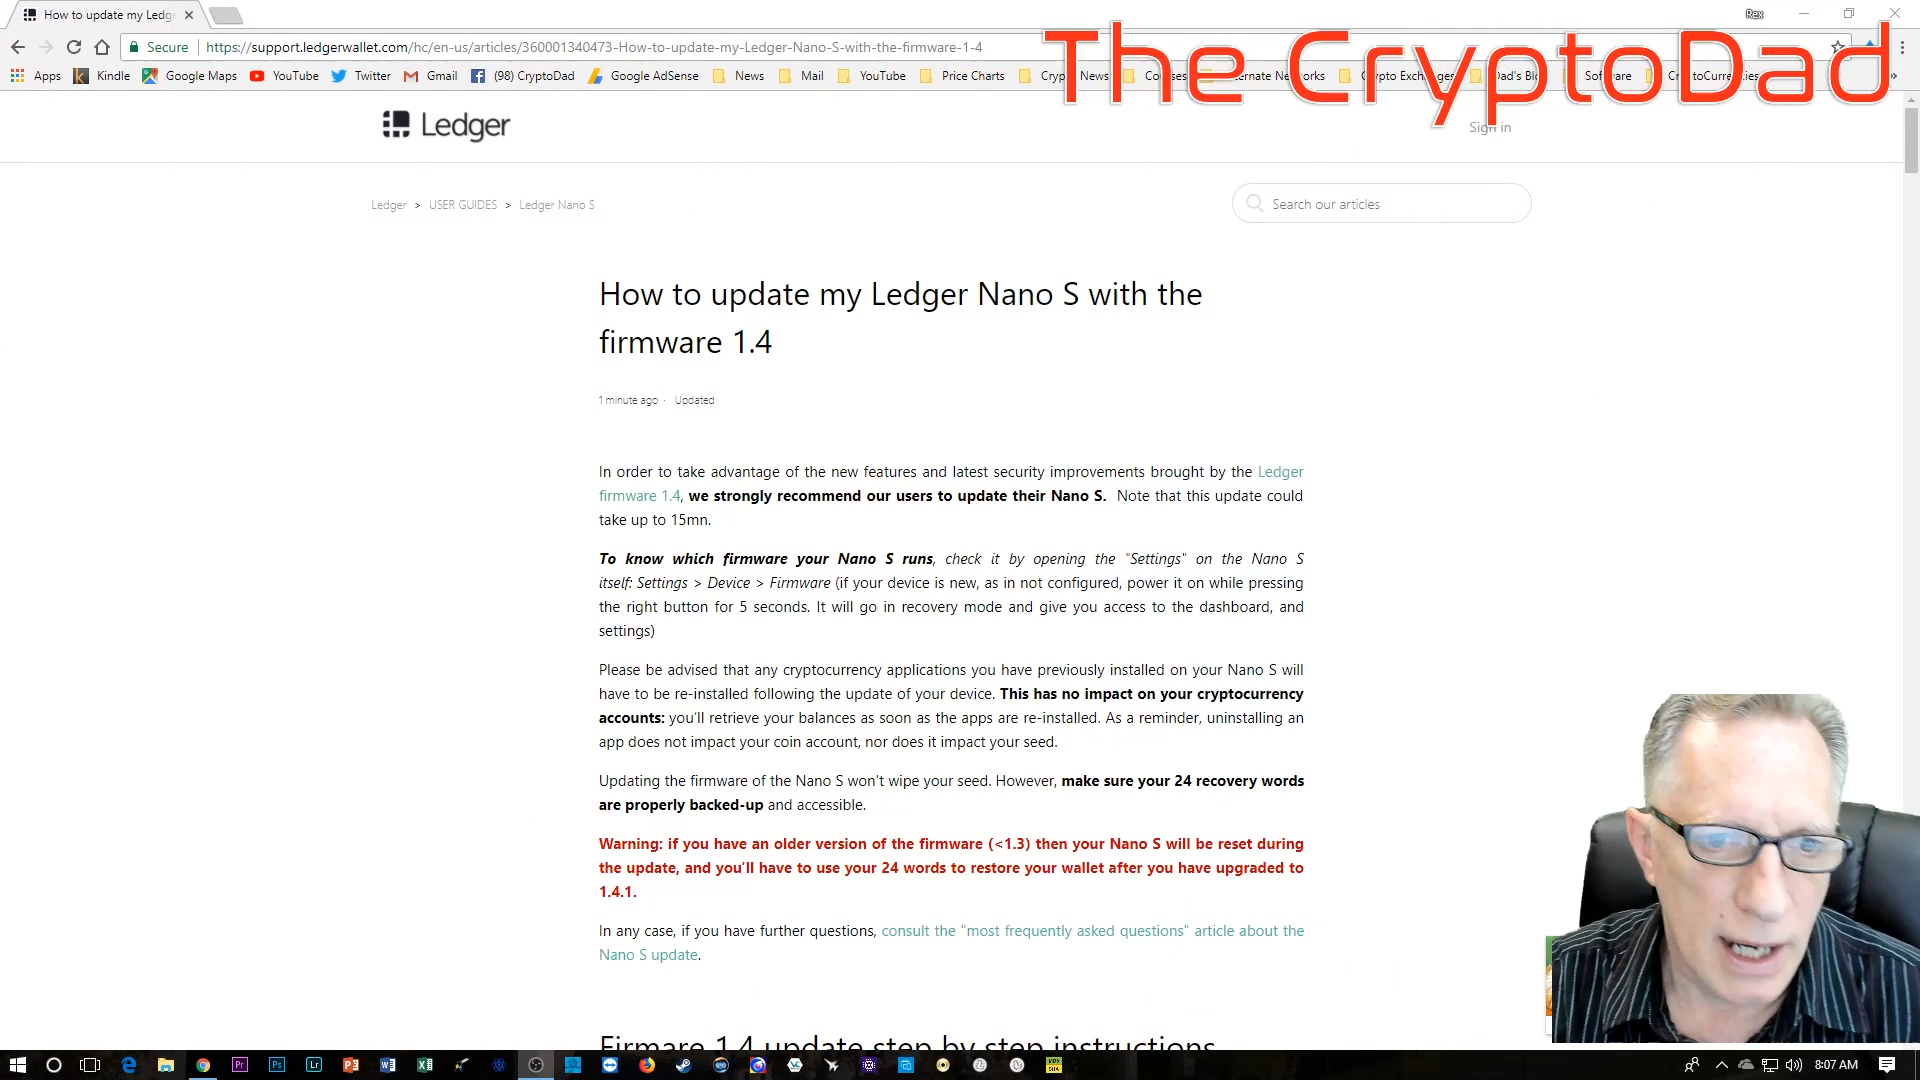 How to update my Ledg
Rex
Secure https://support.ledgerwallet.com/hc/en-us/articles/360001340473-How-to-update-my-Ledger-Nano-S-with-the-firmware-1-4
The CryptoDad
Apps Kindle Google Maps YouTube Twitter Gmail (98) CryptoDad Google AdSense News Mail YouTube Price Charts News Crypto Exchanges Dad's Blo Software
Ledger
Sign in
Ledger > USER GUIDES > Ledger Nano S
Search our articles
How to update my Ledger Nano S with the
firmware 1.4
1 minute ago · Updated
In order to take advantage of the new features and latest security improvements brought by the Ledger
firmware 1.4, we strongly recommend our users to update their Nano S. Note that this update could
take up to 15mn.
To know which firmware your Nano S runs, check it by opening the "Settings" on the Nano S
itself: Settings > Device > Firmware (if your device is new, as in not configured, power it on while pressing
the right button for 5 seconds. It will go in recovery mode and give you access to the dashboard, and
settings)
Please be advised that any cryptocurrency applications you have previously installed on your Nano S will
have to be re-installed following the update of your device. This has no impact on your cryptocurrency
accounts: you'll retrieve your balances as soon as the apps are re-installed. As a reminder, uninstalling an
app does not impact your coin account, nor does it impact your seed.
Updating the firmware of the Nano S won't wipe your seed. However, make sure your 24 recovery words
are properly backed-up and accessible.
Warning: if you have an older version of the firmware (<1.3) then your Nano S will be reset during
the update, and you'll have to use your 24 words to restore your wallet after you have upgraded to
1.4.1.
In any case, if you have further questions, consult the "most frequently asked questions" article about the
Nano S update.
Firmare 1.4 update step by step instructions
8:07 AM